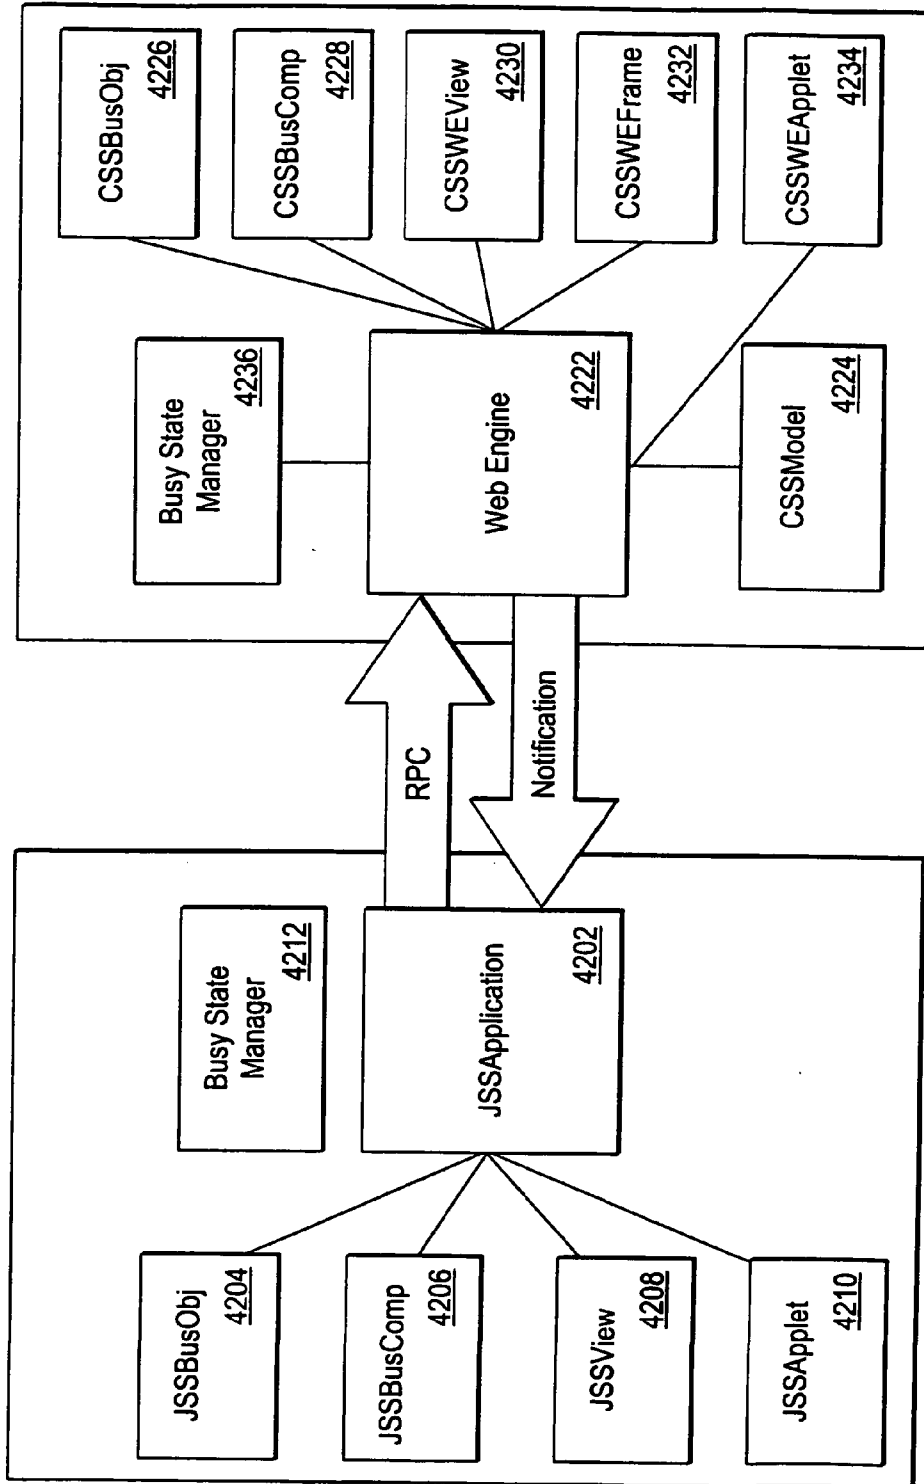 JSSBusObj
4204
JSSBusComp
4206
JSSView
4208
JSSApplet
4210
Busy State
Manager
4212
JSSApplication
4202
RPC
Notification
Busy State
Manager
4236
Web Engine
4222
CSSModel
4224
CSSBusObj
4226
CSSBusComp
4228
CSSWEView
4230
CSSWEFrame
4232
CSSWEApplet
4234